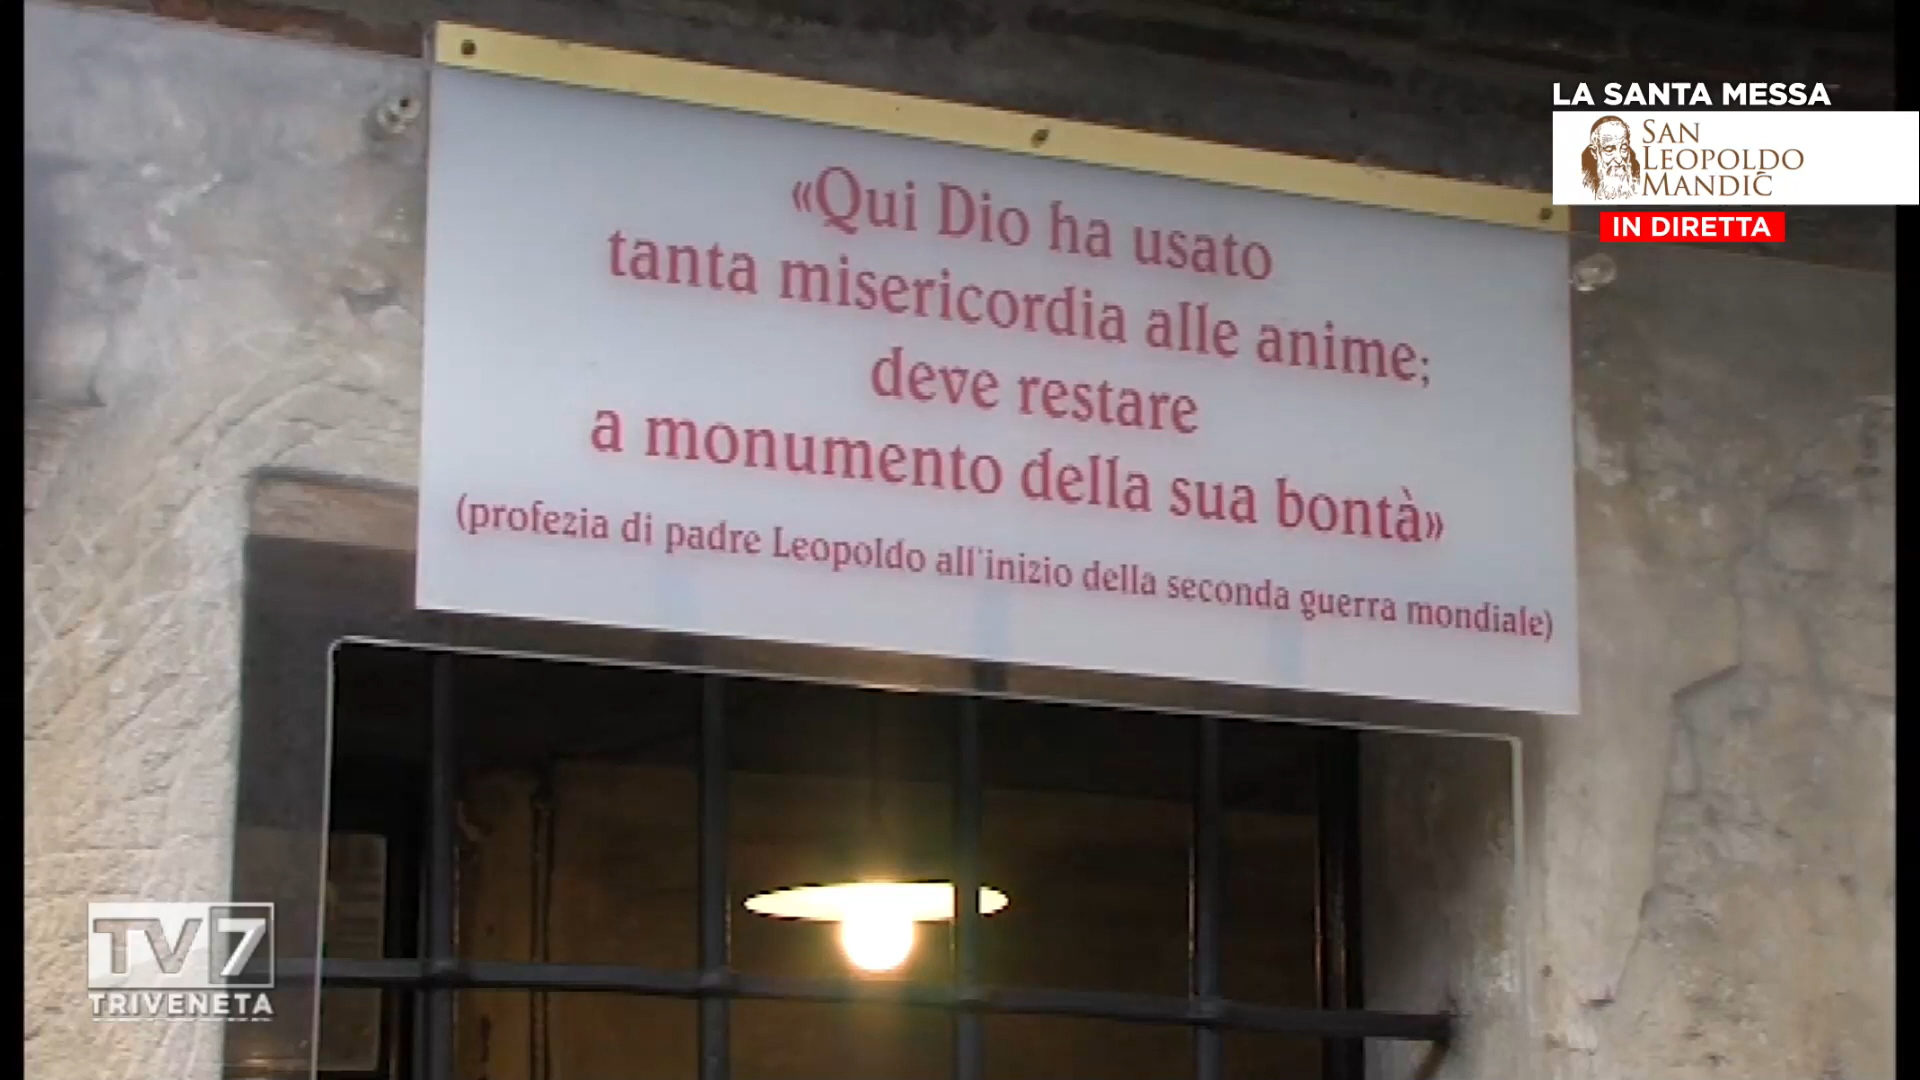 LA SANTA MESSA
SAN
LEOPOLDO
MANDIĆ
IN DIRETTA
«Qui Dio ha usato
tanta misericordia alle anime;
deve restare
a monumento della sua bontà»
(profezia di padre Leopoldo all'inizio della seconda guerra mondiale)
TV7
TRIVENETA